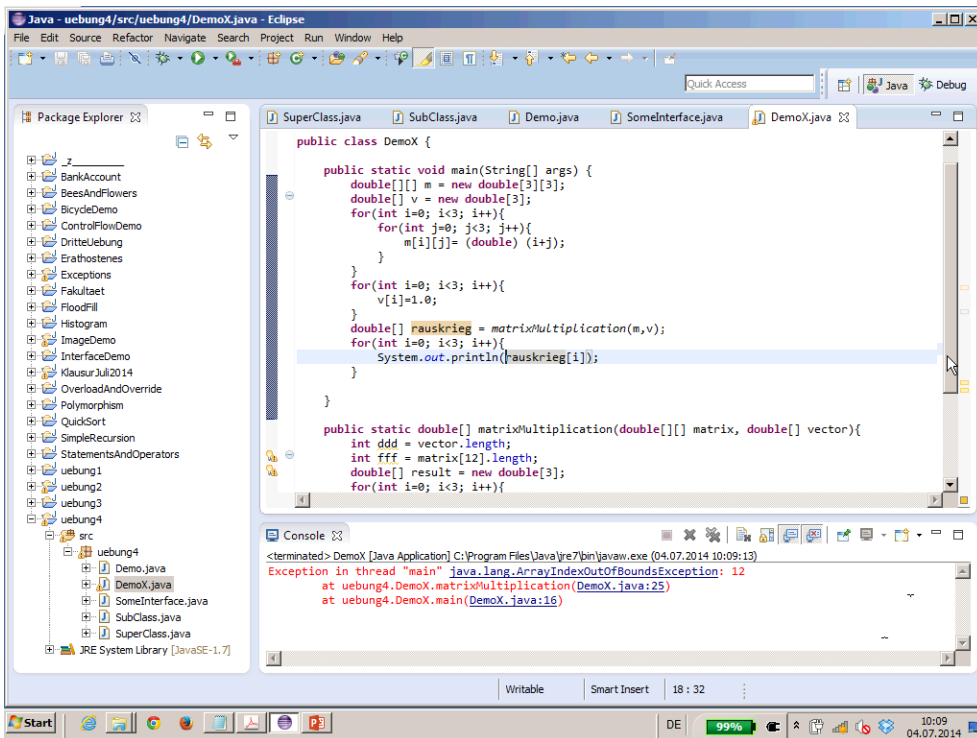 Java - uebung4/src/uebung4/DemoX.java - Eclipse
File Edit Source Refactor Navigate Search Project Run Window Help
Quick Access
Java
Debug
Package Explorer
_z_________
BankAccount
BeesAndFlowers
BicycleDemo
ControlFlowDemo
DritteUebung
Erathostenes
Exceptions
Fakultaet
FloodFill
Histogram
ImageDemo
InterfaceDemo
KlausurJuli2014
OverloadAndOverride
Polymorphism
QuickSort
SimpleRecursion
StatementsAndOperators
uebung1
uebung2
uebung3
uebung4
src
uebung4
Demo.java
DemoX.java
SomeInterface.java
SubClass.java
SuperClass.java
JRE System Library [JavaSE-1.7]
SuperClass.java SubClass.java Demo.java SomeInterface.java DemoX.java
public class DemoX {
public static void main(String[] args) {
double[][] m = new double[3][3];
double[] v = new double[3];
for(int i=0; i<3; i++){
for(int j=0; j<3; j++){
m[i][j]= (double) (i+j);
}
}
for(int i=0; i<3; i++){
v[i]=1.0;
}
double[] rauskrieg = matrixMultiplication(m,v);
for(int i=0; i<3; i++){
System.out.println(rauskrieg[i]);
}
}
public static double[] matrixMultiplication(double[][] matrix, double[] vector){
int ddd = vector.length;
int fff = matrix[12].length;
double[] result = new double[3];
for(int i=0; i<3; i++){
Console
<terminated> DemoX [Java Application] C:\Program Files\Java\jre7\bin\javaw.exe (04.07.2014 10:09:13)
Exception in thread "main" java.lang.ArrayIndexOutOfBoundsException: 12
at uebung4.DemoX.matrixMultiplication(DemoX.java:25)
at uebung4.DemoX.main(DemoX.java:16)
Writable Smart Insert 18 : 32
Start
DE
99%
10:09
04.07.2014